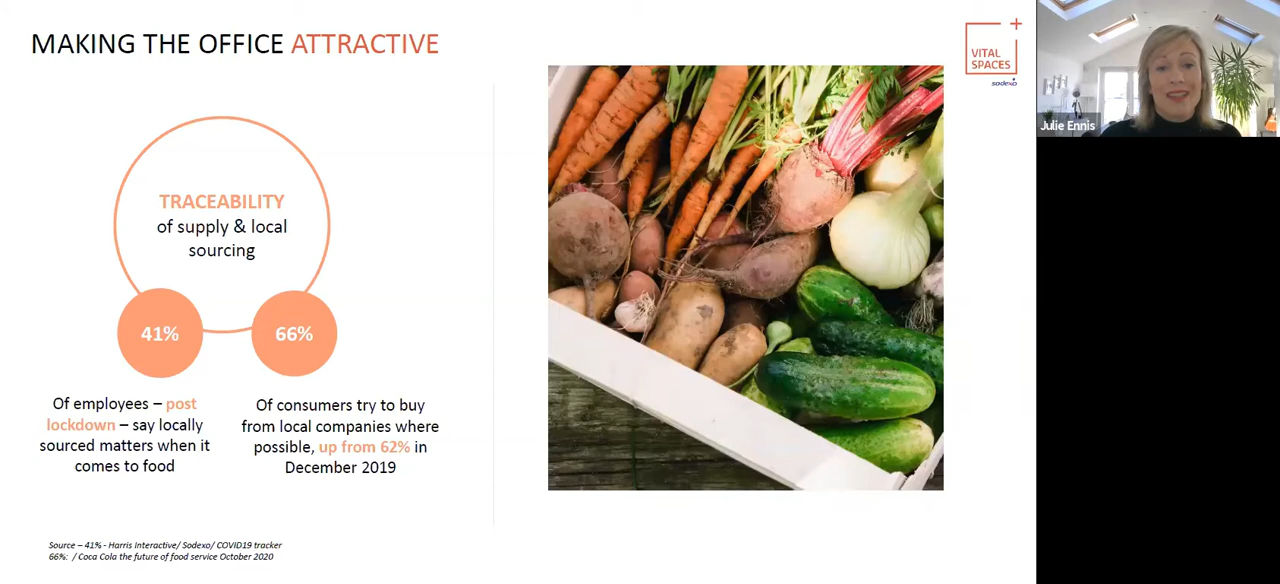 MAKING THE OFFICE ATTRACTIVE
VITAL
SPACES
sodexo
Julie Ennis
TRACEABILITY
of supply & local
sourcing
41%
66%
Of employees – post
lockdown – say locally
sourced matters when it
comes to food
Of consumers try to buy
from local companies where
possible, up from 62% in
December 2019
Source – 41% - Harris Interactive/ Sodexo/ COVID19 tracker
66%: / Coca Cola the future of food service October 2020